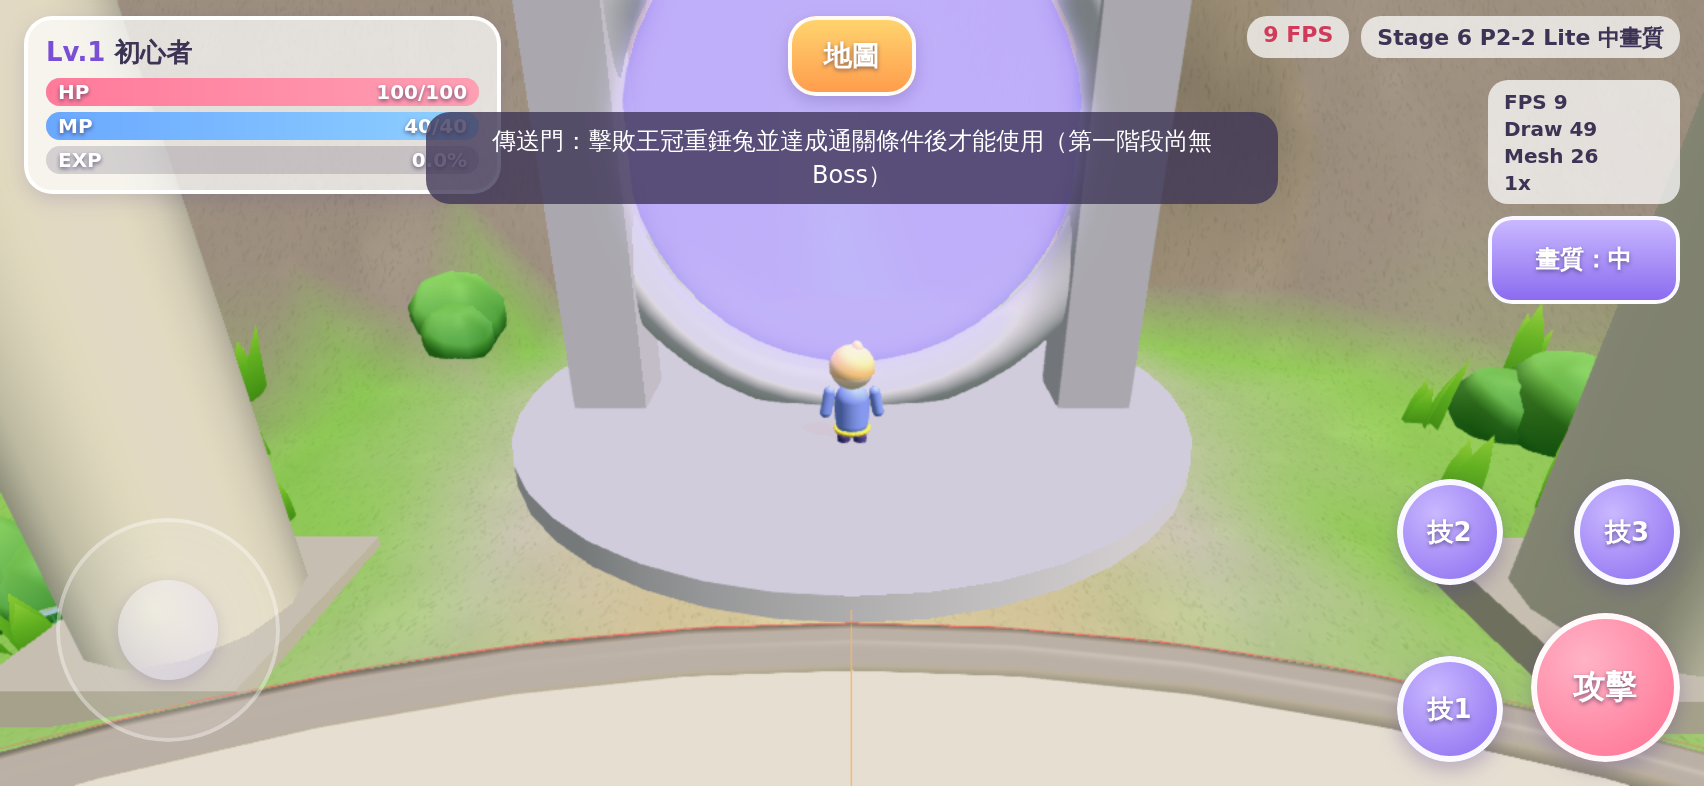 Lv.1 初心者
HP 100/100
MP 40/40
EXP 0.0%
地圖
9 FPS
Stage 6 P2-2 Lite 中畫質
傳送門：擊敗王冠重錘兔並達成通關條件後才能使用（第一階段尚無
Boss）
FPS 9
Draw 49
Mesh 26
1x
畫質：中
技2
技3
技1
攻擊